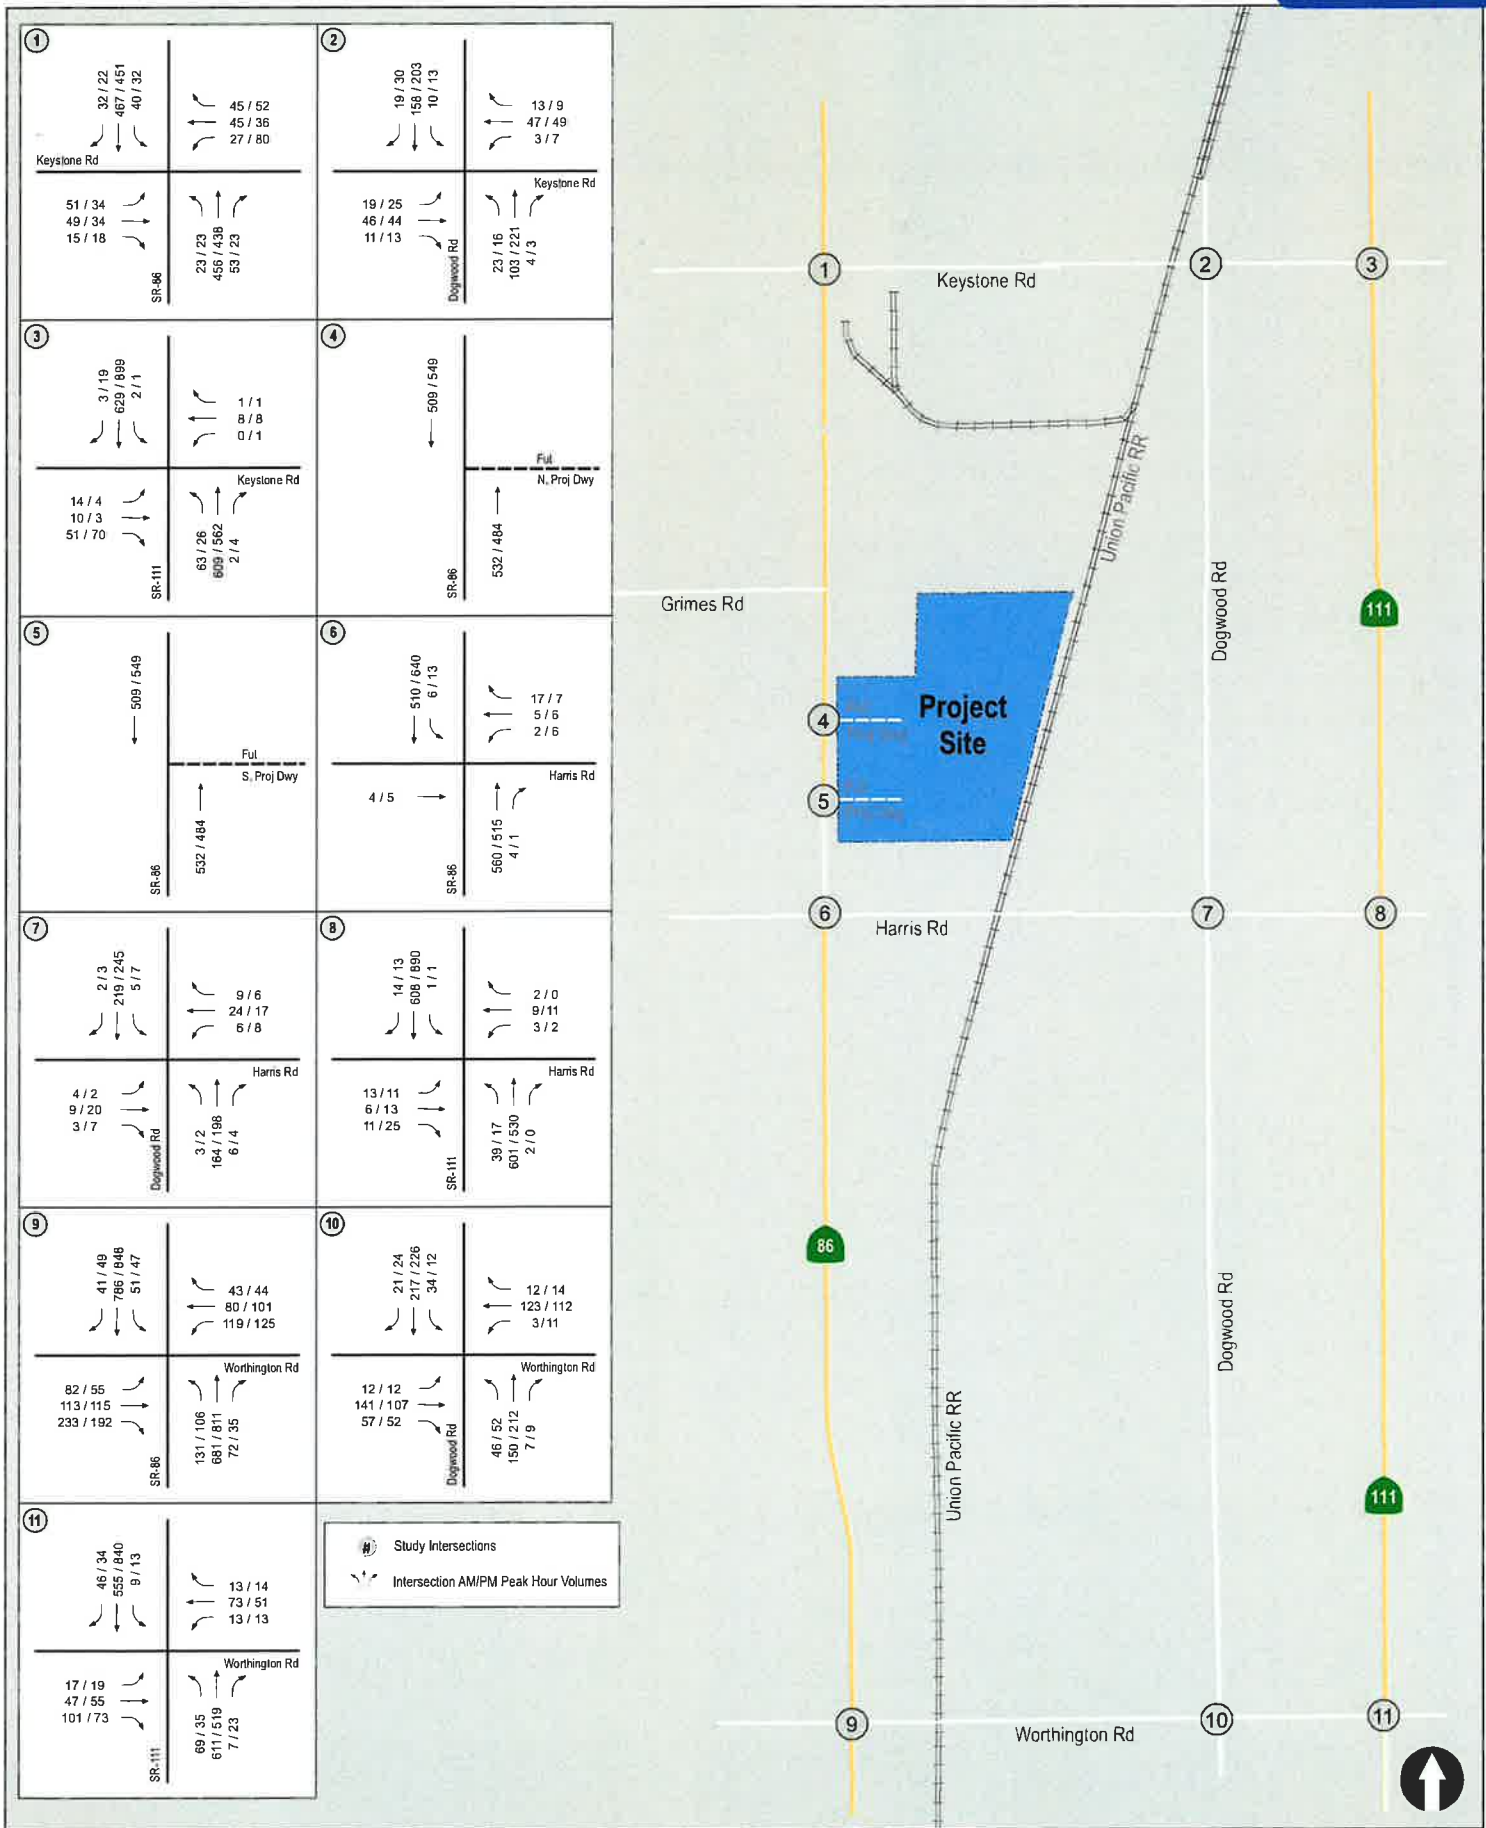 1
32 / 22
467 / 451
40 / 32
45 / 52
45 / 36
27 / 80
Keystone Rd
51 / 34
49 / 34
15 / 18
23 / 23
456 / 438
53 / 23
SR-86
2
19 / 30
158 / 203
10 / 13
13 / 9
47 / 49
3 / 7
Keystone Rd
19 / 25
46 / 44
11 / 13
23 / 16
103 / 221
4 / 3
Dogwood Rd
3
3 / 19
629 / 899
2 / 1
1 / 1
8 / 8
0 / 1
Keystone Rd
14 / 4
10 / 3
51 / 70
63 / 26
609 / 562
2 / 4
SR-111
4
509 / 549
Fut
N. Proj Dwy
532 / 484
SR-86
5
509 / 549
Fut
S. Proj Dwy
532 / 484
SR-86
6
510 / 640
6 / 13
17 / 7
5 / 6
2 / 6
Harris Rd
4 / 5
560 / 515
4 / 1
SR-86
7
2 / 3
219 / 245
5 / 7
9 / 6
24 / 17
6 / 8
Harris Rd
4 / 2
9 / 20
3 / 7
3 / 2
164 / 198
6 / 4
Dogwood Rd
8
14 / 13
608 / 890
1 / 1
2 / 0
9 / 11
3 / 2
Harris Rd
13 / 11
6 / 13
11 / 25
39 / 17
601 / 530
2 / 0
SR-111
9
41 / 49
786 / 848
51 / 47
43 / 44
80 / 101
119 / 125
Worthington Rd
82 / 55
113 / 115
233 / 192
131 / 106
681 / 811
72 / 35
SR-86
10
21 / 24
217 / 226
34 / 12
12 / 14
123 / 112
3 / 11
Worthington Rd
12 / 12
141 / 107
57 / 52
46 / 52
150 / 212
7 / 9
Dogwood Rd
11
46 / 34
555 / 840
9 / 13
13 / 14
73 / 51
13 / 13
Worthington Rd
17 / 19
47 / 55
101 / 73
69 / 35
611 / 519
7 / 23
SR-111
# Study Intersections
Intersection AM/PM Peak Hour Volumes
1
Keystone Rd
2
3
Union Pacific RR
Grimes Rd
Dogwood Rd
111
4
Project
Site
5
6
Harris Rd
7
8
86
Dogwood Rd
Union Pacific RR
111
9
Worthington Rd
10
11